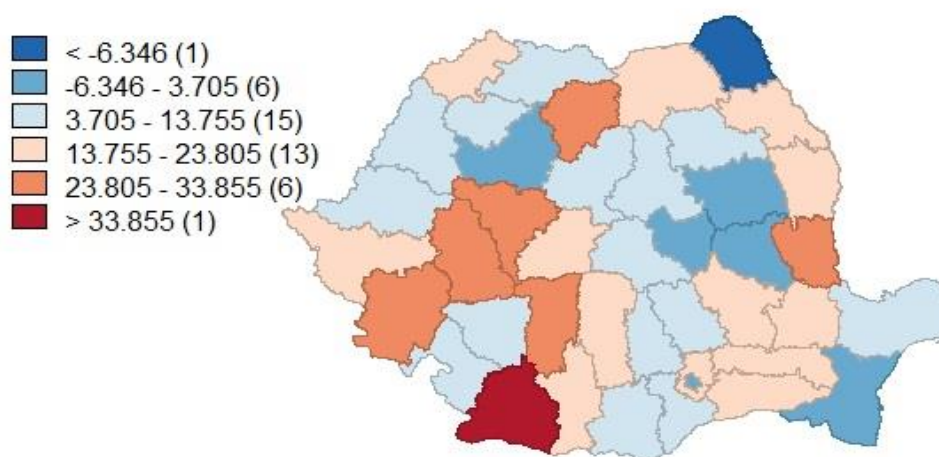 < -6.346 (1)
-6.346 - 3.705 (6)
3.705 - 13.755 (15)
13.755 - 23.805 (13)
23.805 - 33.855 (6)
> 33.855 (1)